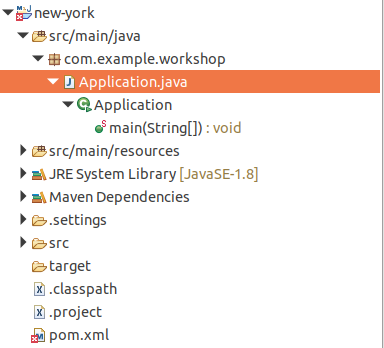 new-york
src/main/java
com.example.workshop
Application.java
Application
main(String[]) : void
src/main/resources
JRE System Library [JavaSE-1.8]
Maven Dependencies
.settings
src
target
.classpath
.project
pom.xml